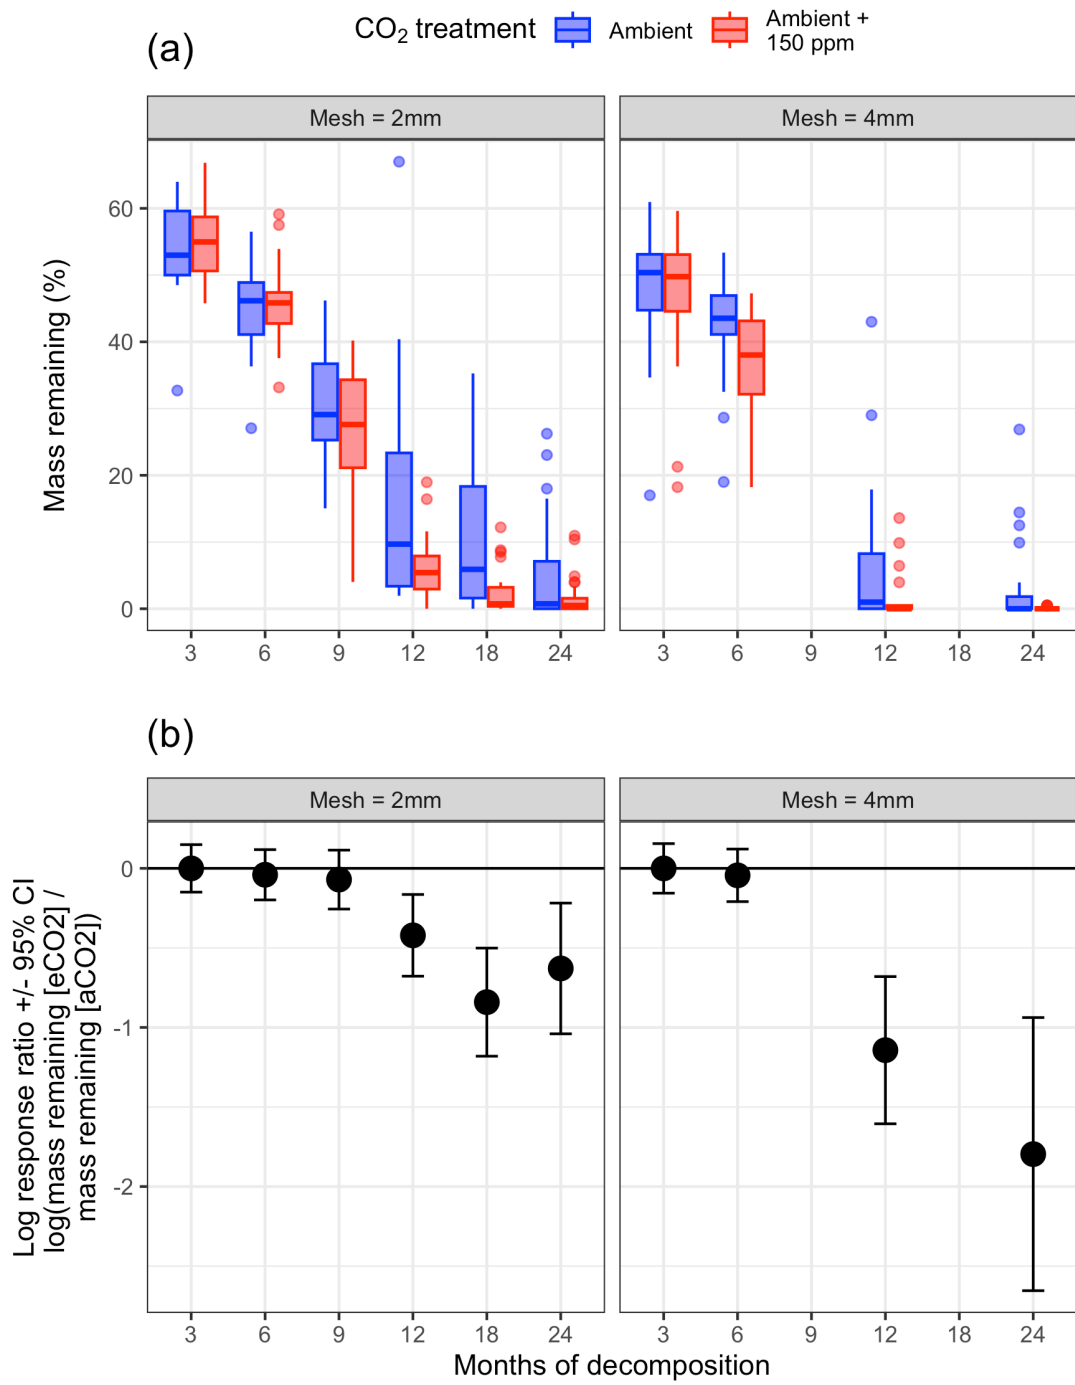 (a)
CO₂ treatment Ambient Ambient +
150 ppm
Mesh = 2mm Mesh = 4mm
Mass remaining (%)
60
40
20
0
3 6 9 12 18 24 3 6 9 12 18 24
(b)
Mesh = 2mm Mesh = 4mm
Log response ratio +/- 95% CI
log(mass remaining [eCO2] /
mass remaining [aCO2])
0
-1
-2
3 6 9 12 18 24 3 6 9 12 18 24
Months of decomposition